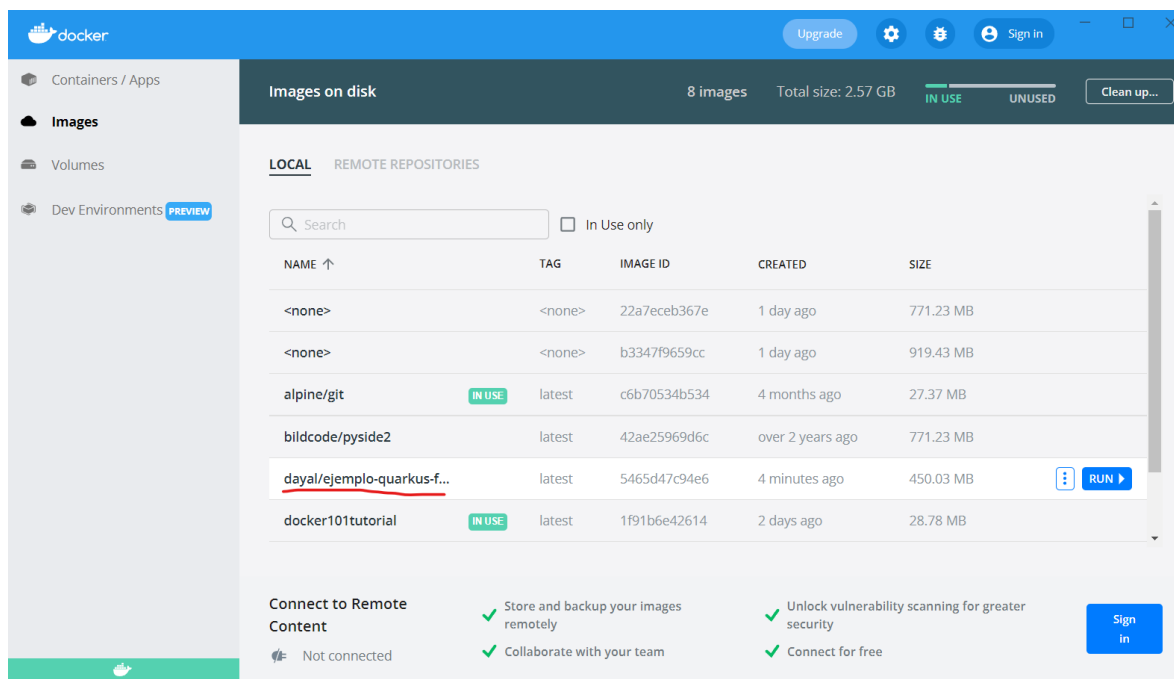 docker
Upgrade
Sign in
Containers / Apps
Images
Volumes
Dev Environments PREVIEW
Images on disk
8 images
Total size: 2.57 GB
IN USE
UNUSED
Clean up...
LOCAL
REMOTE REPOSITORIES
Search
In Use only
NAME TAG IMAGE ID CREATED SIZE
<none> <none> 22a7eceb367e 1 day ago 771.23 MB
<none> <none> b3347f9659cc 1 day ago 919.43 MB
alpine/git IN USE latest c6b70534b534 4 months ago 27.37 MB
bildcode/pyside2 latest 42ae25969d6c over 2 years ago 771.23 MB
dayal/ejemplo-quarkus-f... latest 5465d47c94e6 4 minutes ago 450.03 MB RUN
docker101tutorial IN USE latest 1f91b6e42614 2 days ago 28.78 MB
Connect to Remote
Content
Not connected
Store and backup your images
remotely
Collaborate with your team
Unlock vulnerability scanning for greater
security
Connect for free
Sign
in